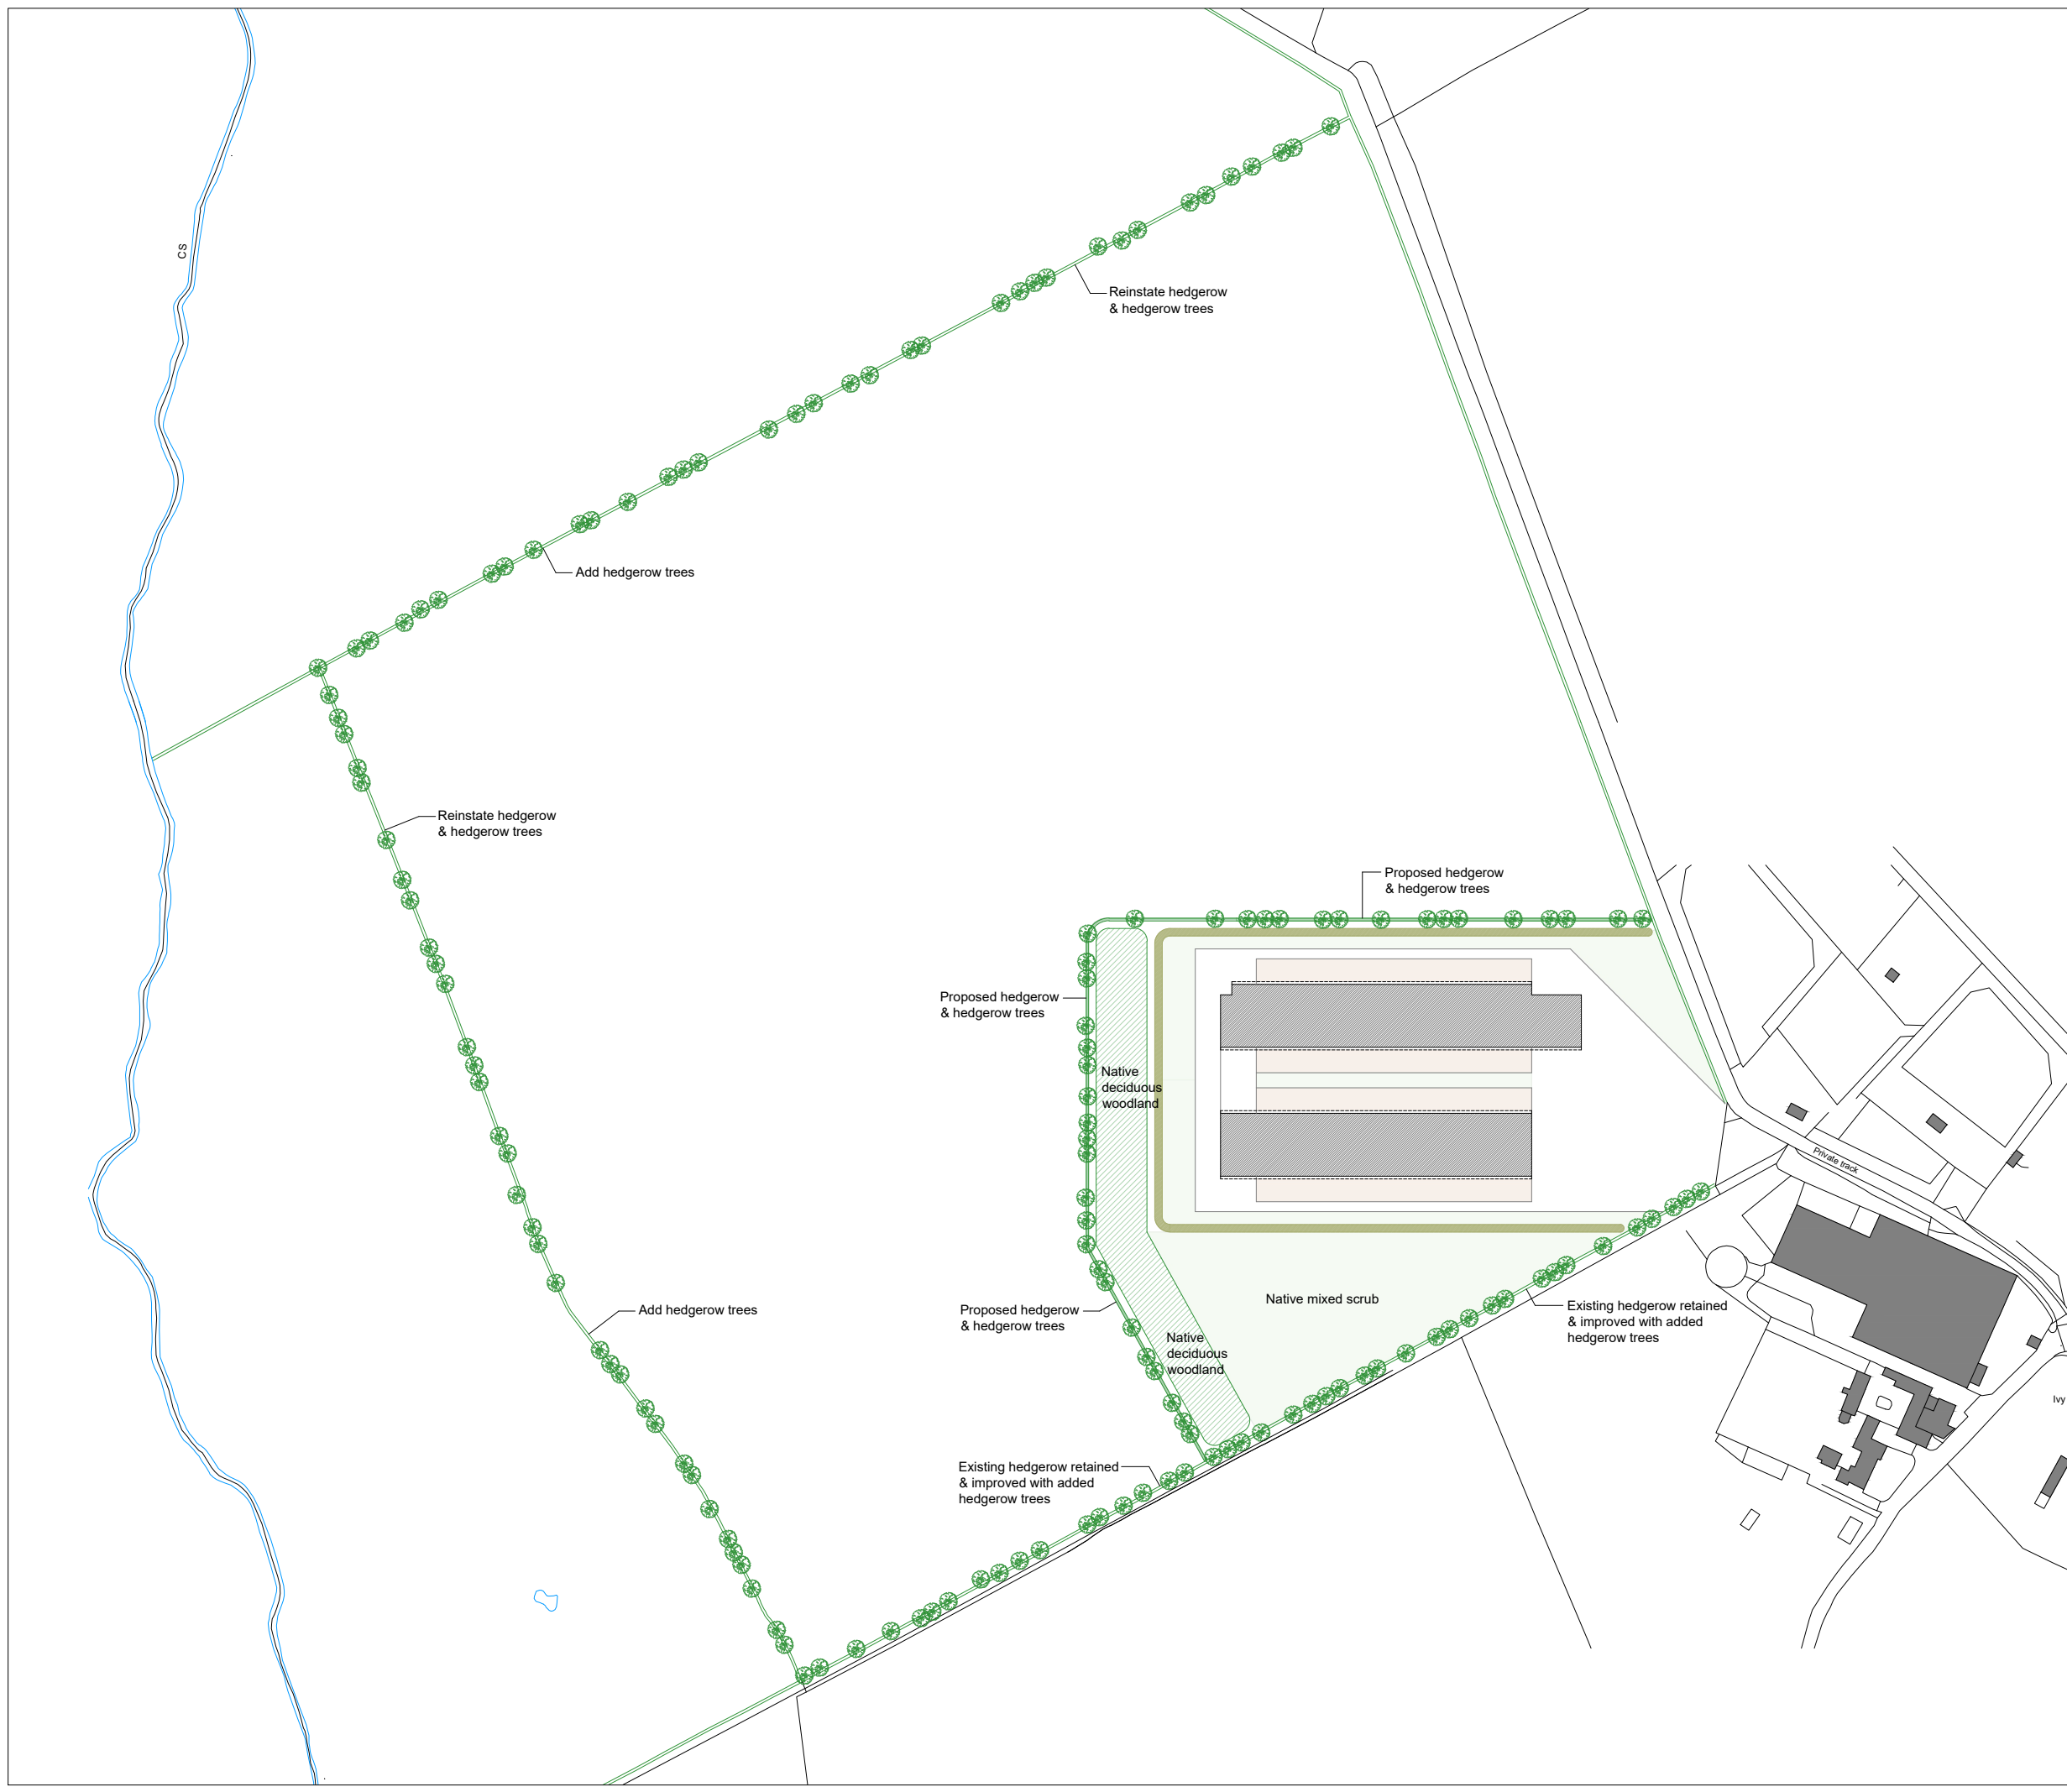 CS
Reinstate hedgerow
& hedgerow trees
Add hedgerow trees
Reinstate hedgerow
& hedgerow trees
Proposed hedgerow
& hedgerow trees
Proposed hedgerow
& hedgerow trees
Native
deciduous
woodland
Private track
Native mixed scrub
Proposed hedgerow
& hedgerow trees
Add hedgerow trees
Existing hedgerow retained
& improved with added
hedgerow trees
Native
deciduous
woodland
Ivy
Existing hedgerow retained
& improved with added
hedgerow trees